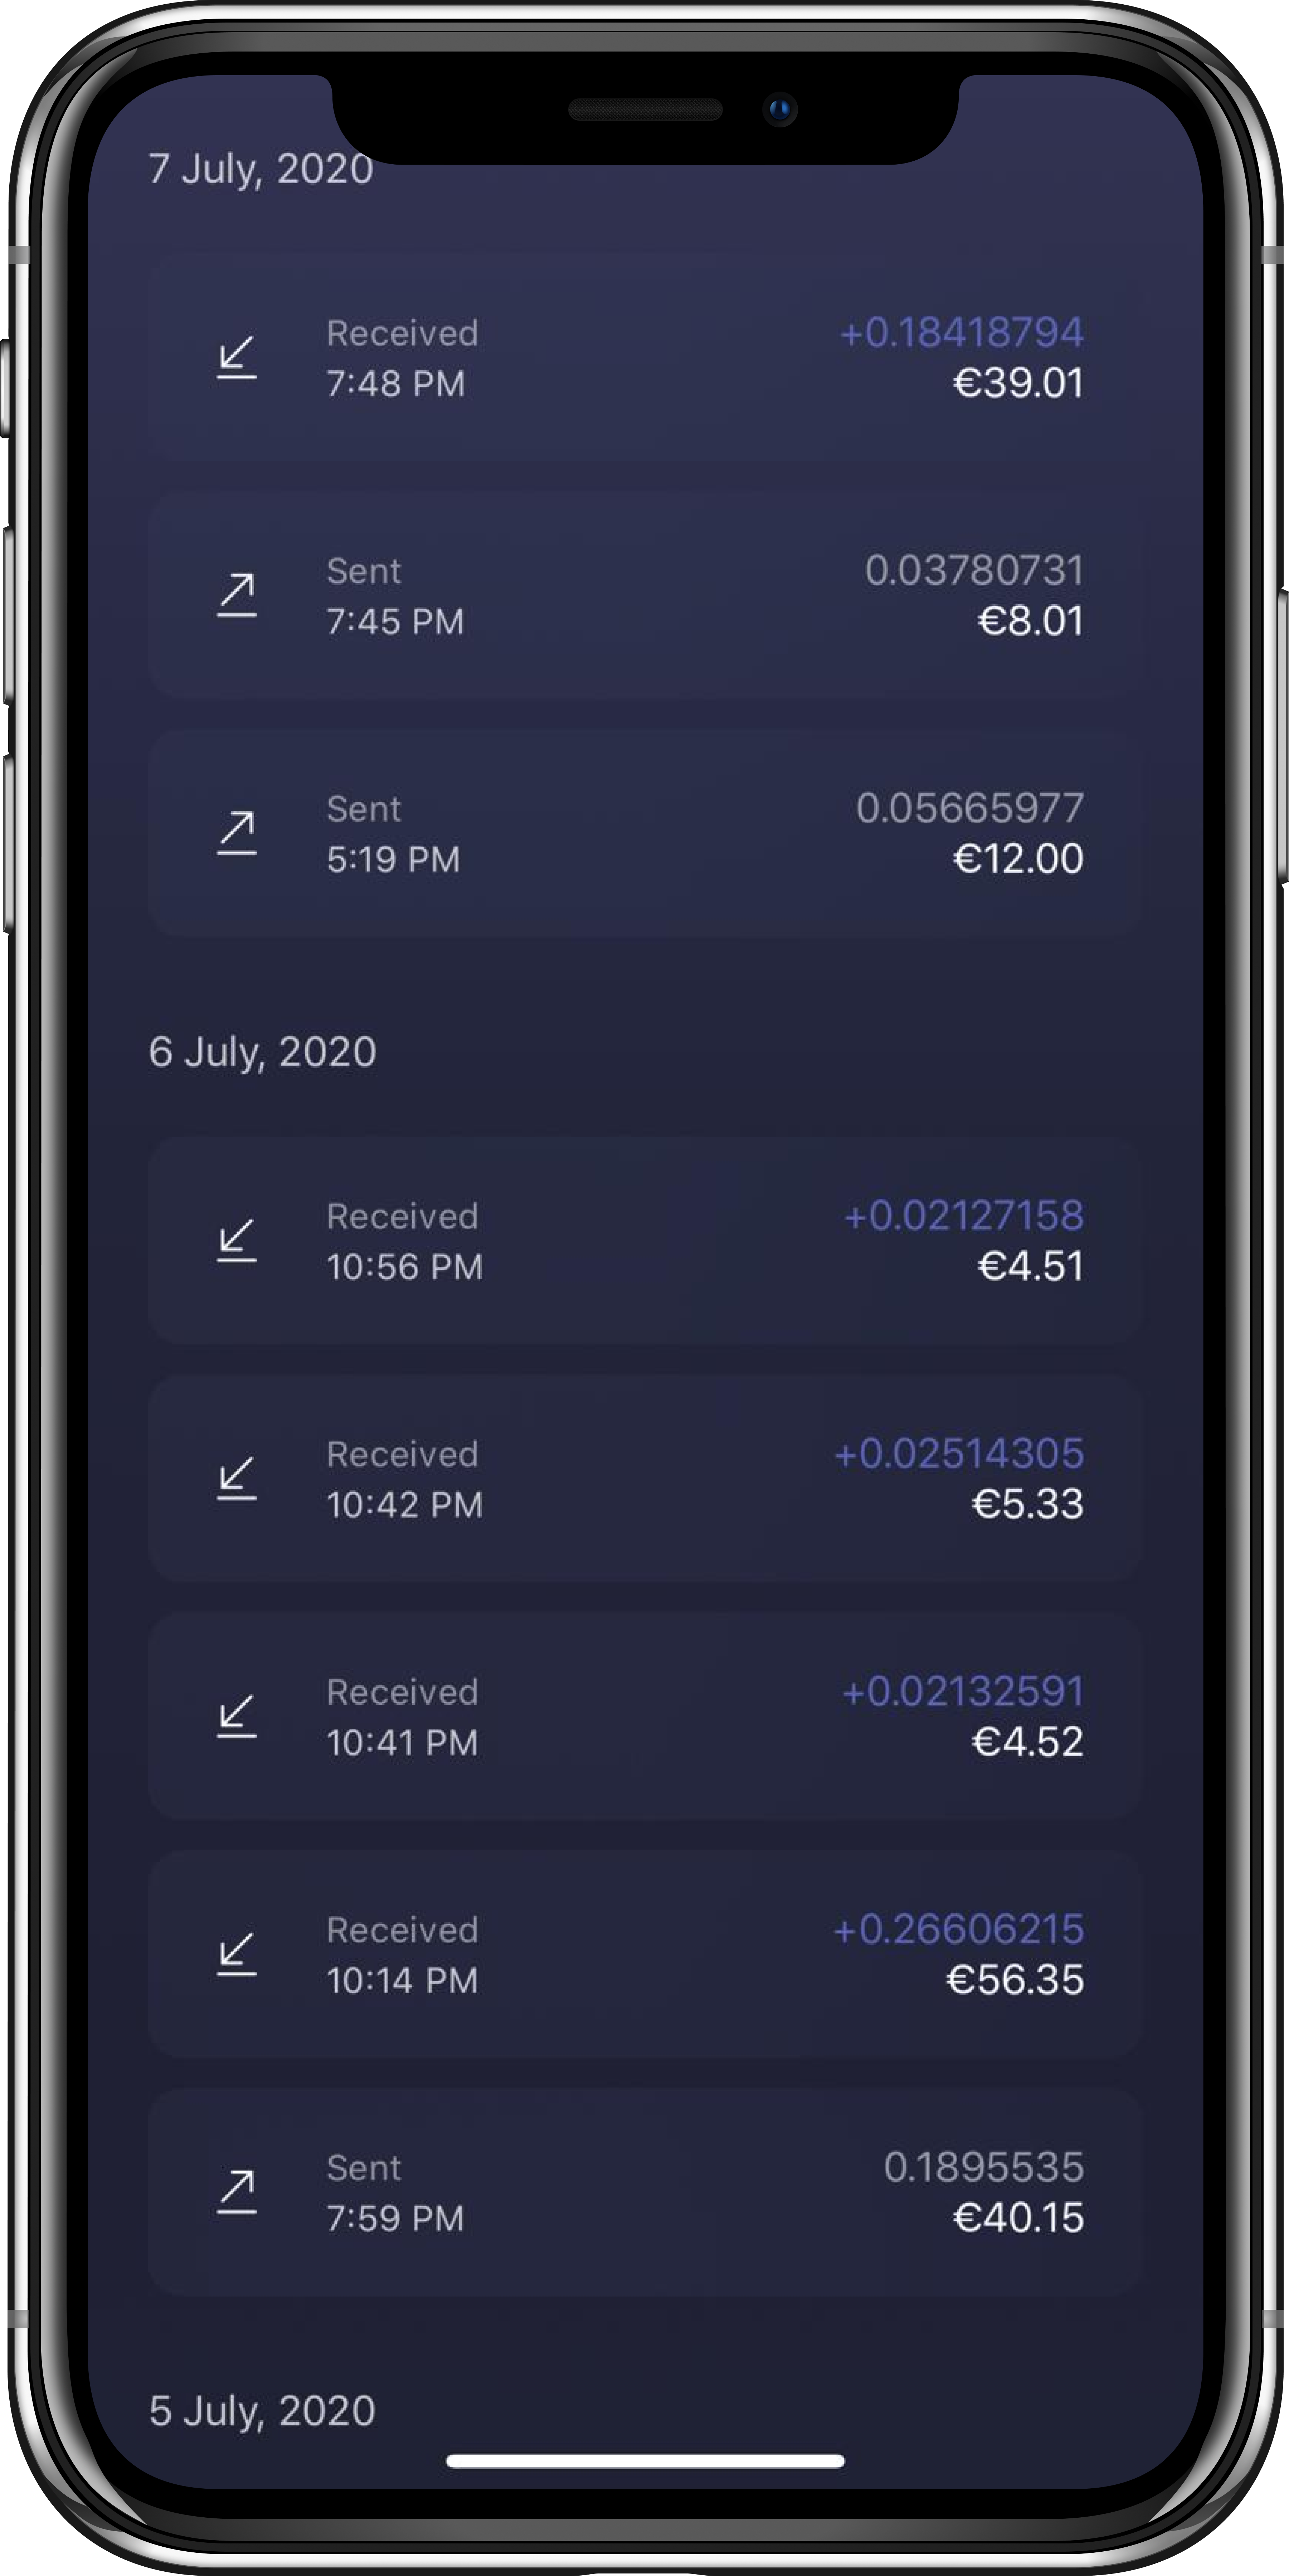 7 July, 2020
Received
+0.18418794
7:48 PM
€39.01
Sent
0.03780731
7:45 PM
€8.01
Sent
0.05665977
5:19 PM
€12.00
6 July, 2020
Received
+0.02127158
10:56 PM
€4.51
Received
+0.02514305
10:42 PM
€5.33
Received
+0.02132591
10:41 PM
€4.52
Received
+0.26606215
10:14 PM
€56.35
Sent
0.1895535
7:59 PM
€40.15
5 July, 2020